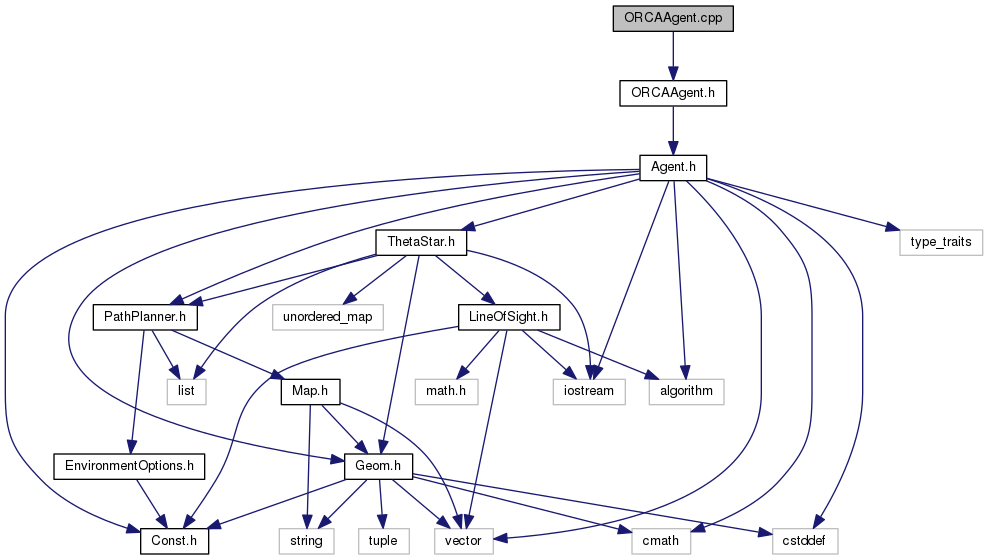 ORCAAgent.cpp
ORCAAgent.h
Agent.h
ThetaStar.h
type_traits
PathPlanner.h
unordered_map
LineOfSight.h
list
Map.h
math.h
iostream
algorithm
EnvironmentOptions.h
Geom.h
Const.h
string
tuple
vector
cmath
cstddef